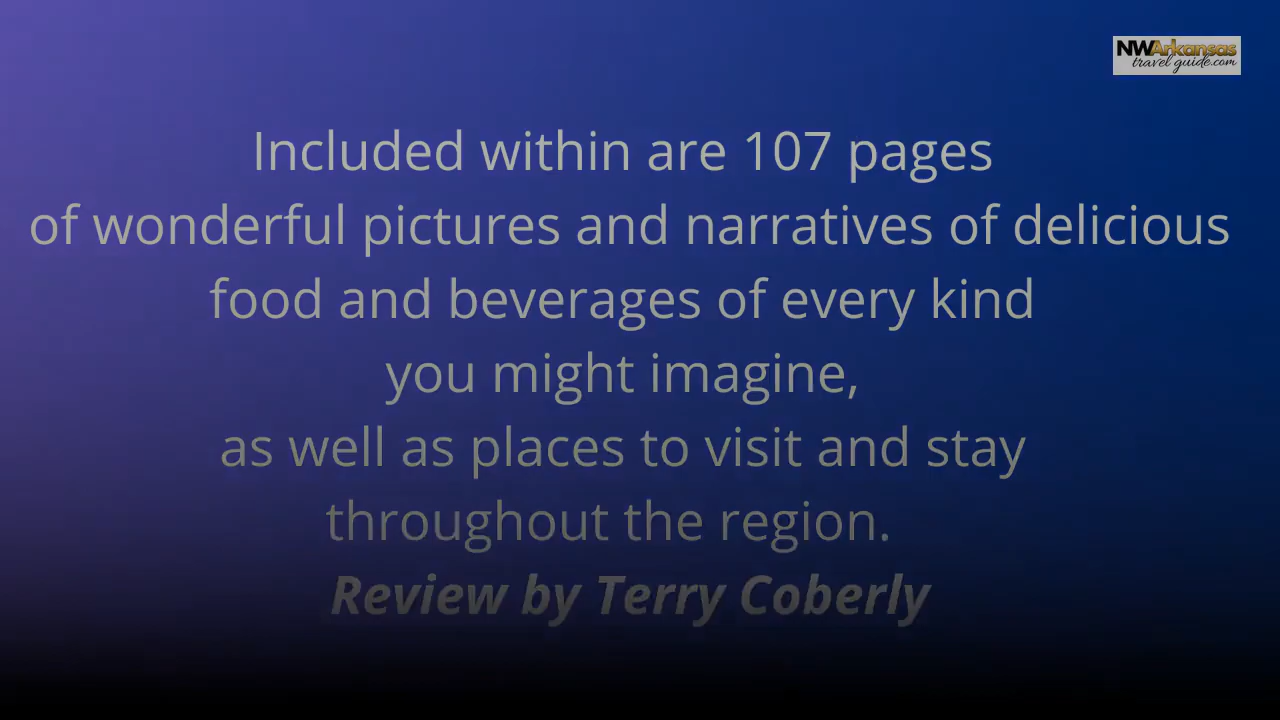 NWArkansas
travel guide.com
Included within are 107 pages
of wonderful pictures and narratives of delicious
food and beverages of every kind
you might imagine,
as well as places to visit and stay
throughout the region.
Review by Terry Coberly